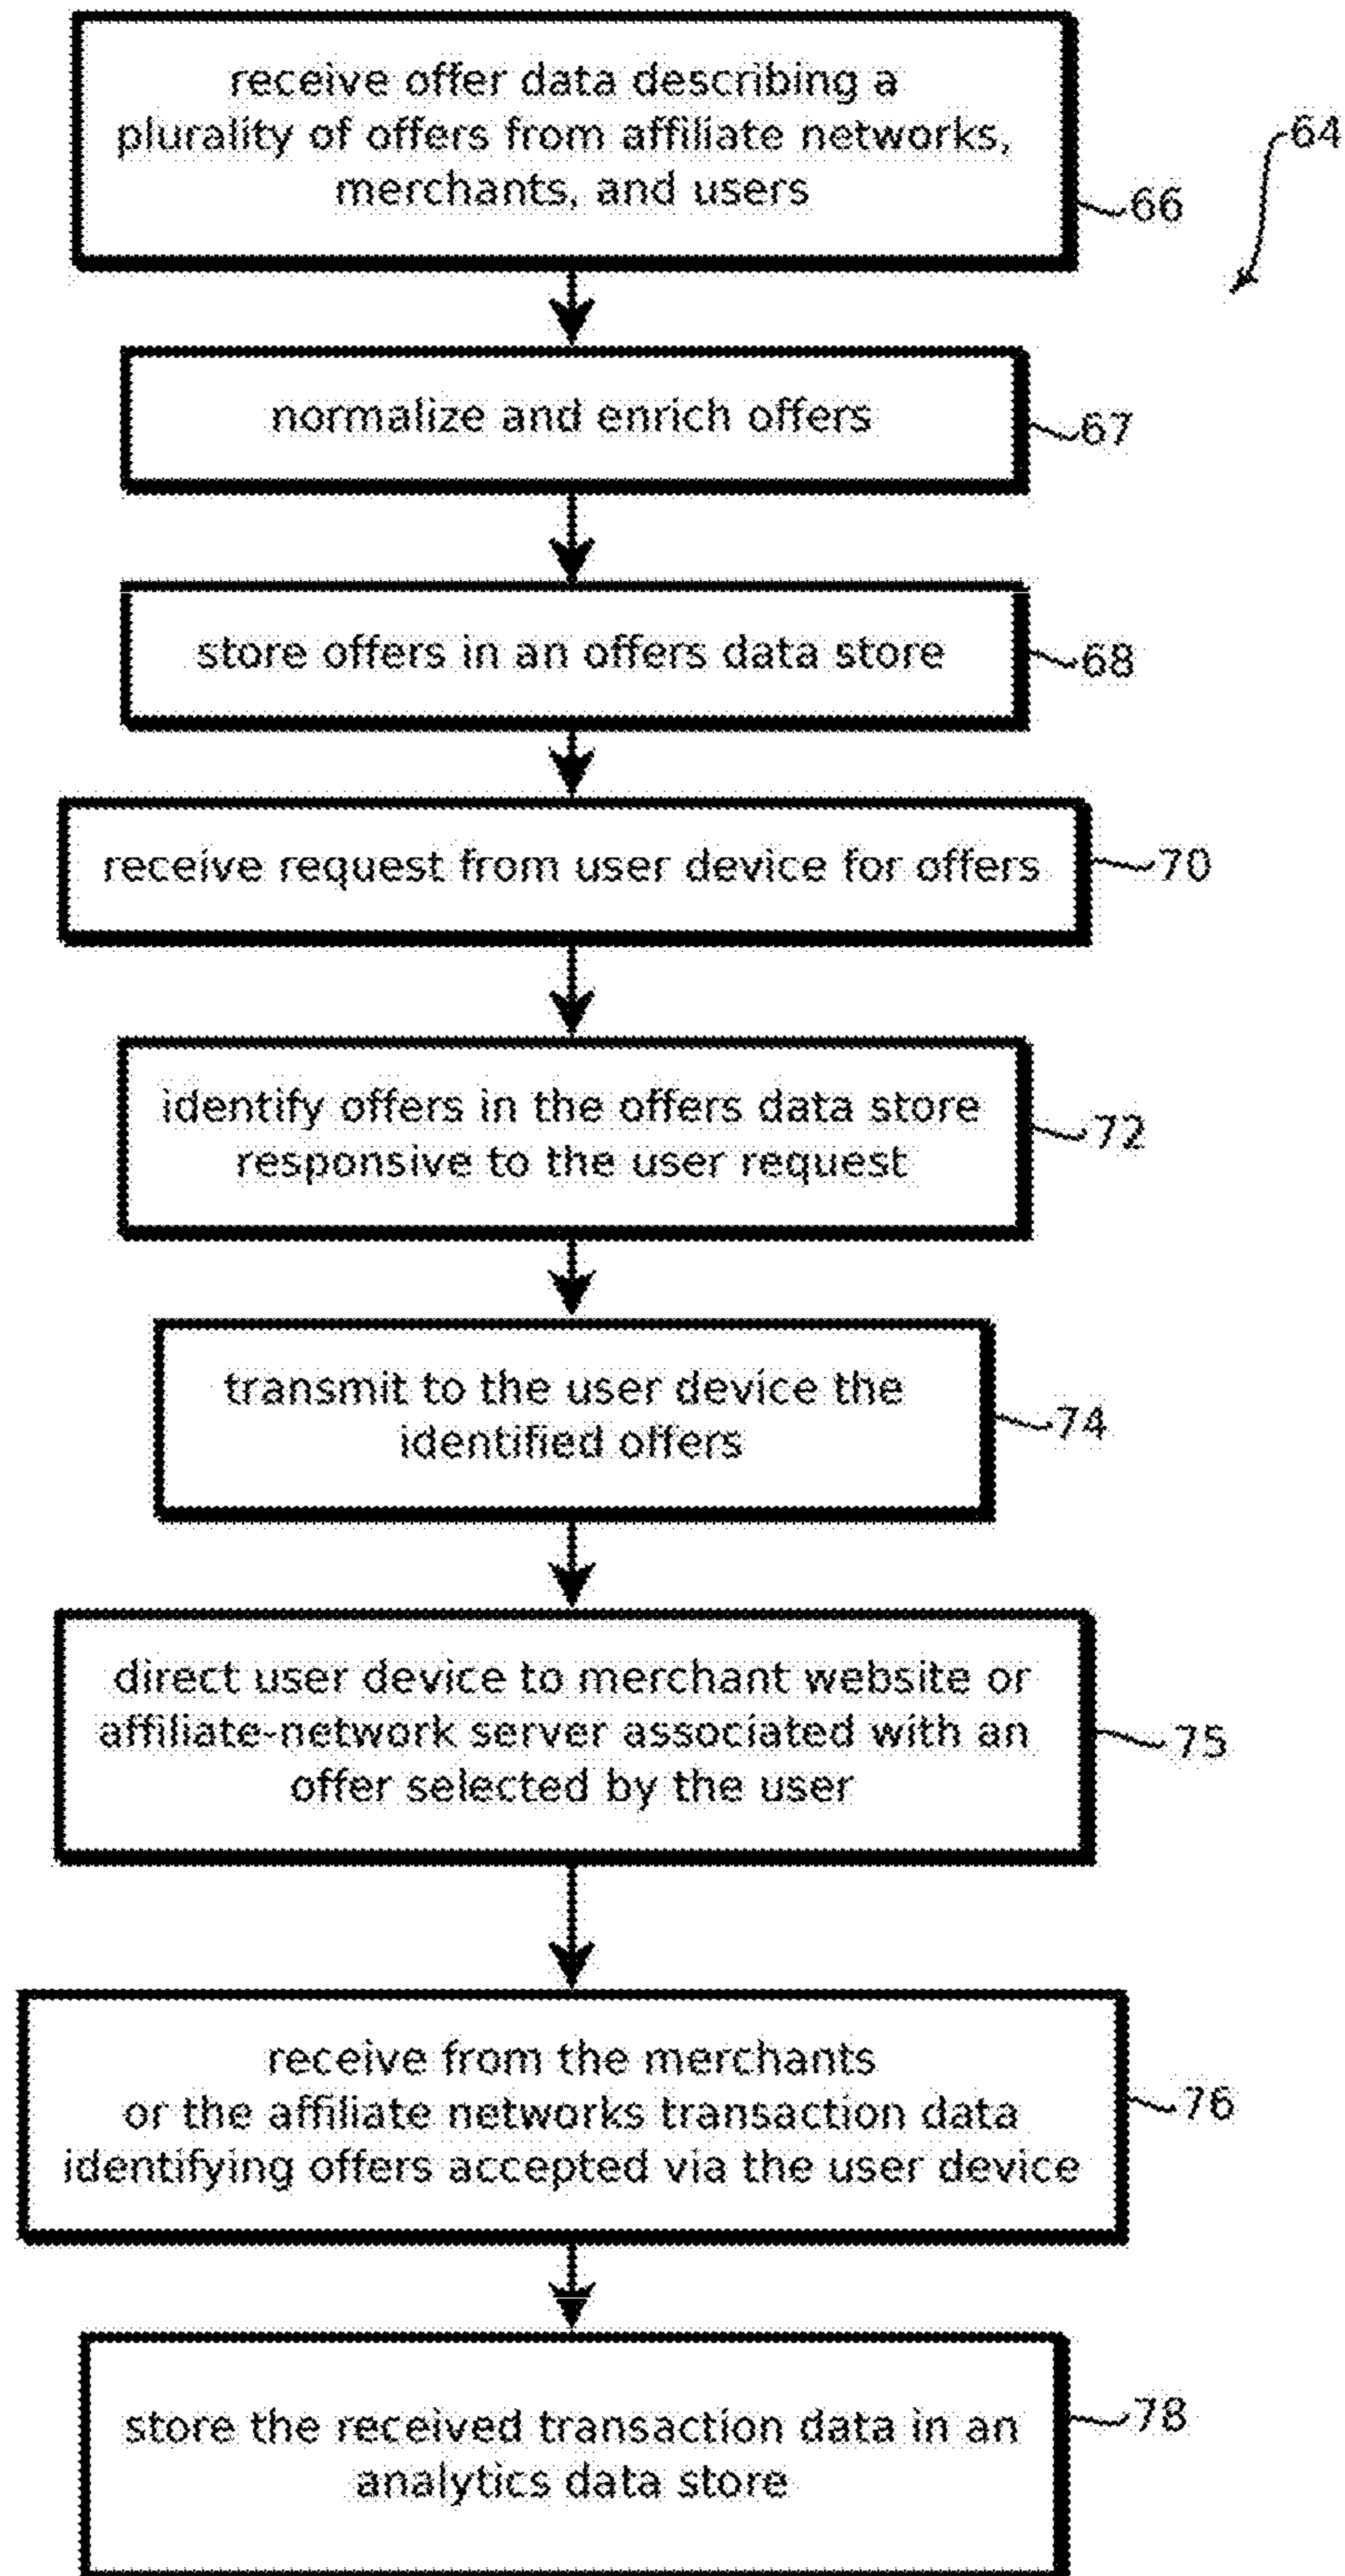 receive offer data describing a
plurality of offers from affiliate networks,
merchants, and users
64
66
normalize and enrich offers
67
store offers in an offers data store
68
receive request from user device for offers
70
identify offers in the offers data store
responsive to the user request
72
transmit to the user device the
identified offers
74
direct user device to merchant website or
affiliate-network server associated with an
offer selected by the user
75
receive from the merchants
or the affiliate networks transaction data
identifying offers accepted via the user device
76
store the received transaction data in an
analytics data store
78